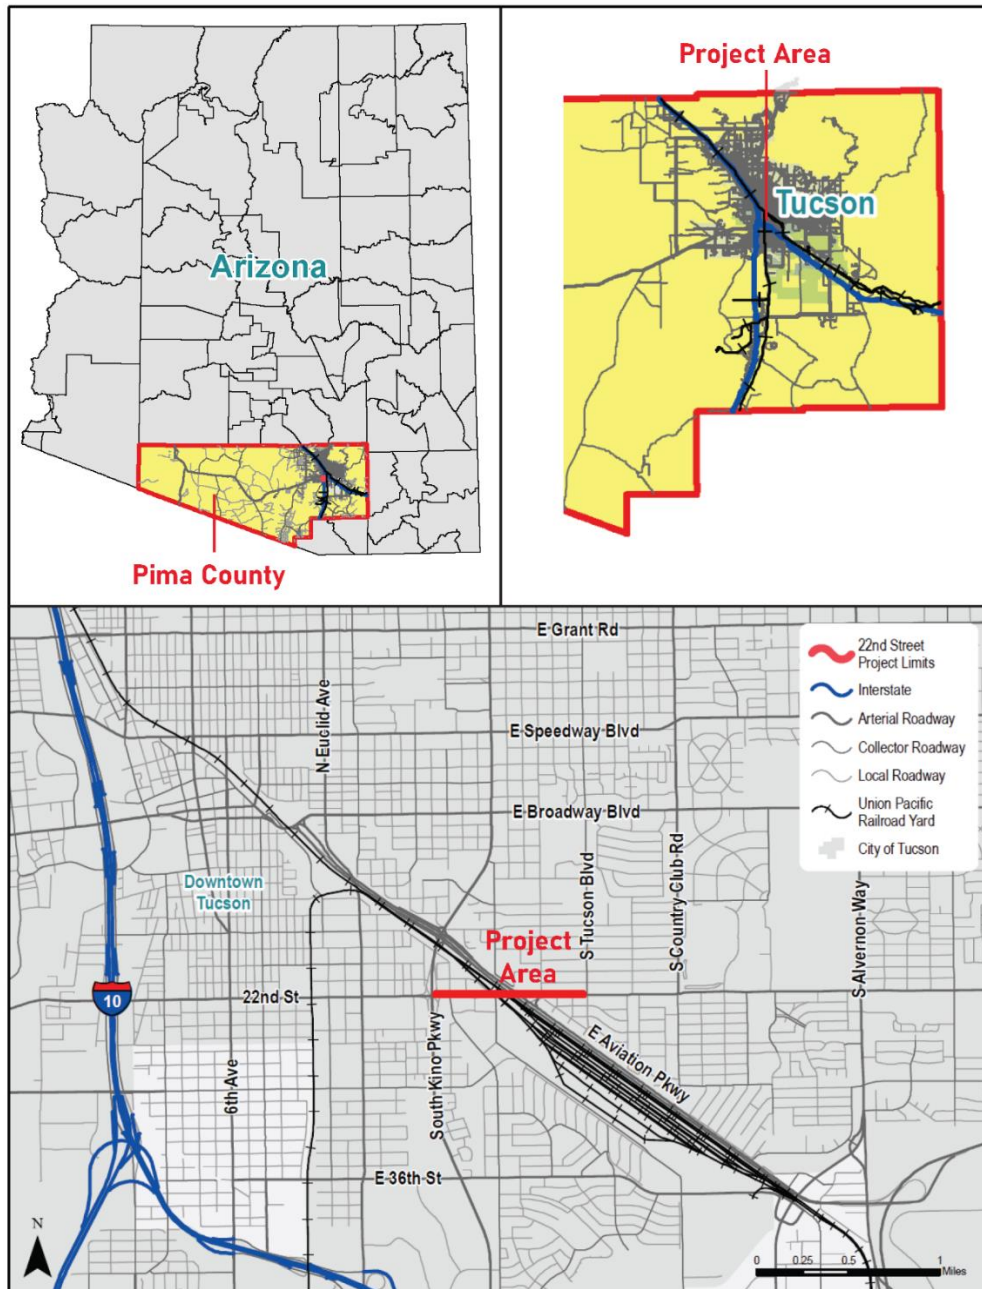 Arizona
Pima County
Project Area
Tucson
E Grant Rd
N Euclid Ave
E Speedway Blvd
E Broadway Blvd
Downtown
Tucson
S Tucson Blvd
S Country Club Rd
S Alvernon Way
Project
Area
10
22nd St
E Aviation Pkwy
6th Ave
South Kino Pkwy
E 36th St
22nd Street
Project Limits
Interstate
Arterial Roadway
Collector Roadway
Local Roadway
Union Pacific
Railroad Yard
City of Tucson
N
0 0.25 0.5 1
Miles